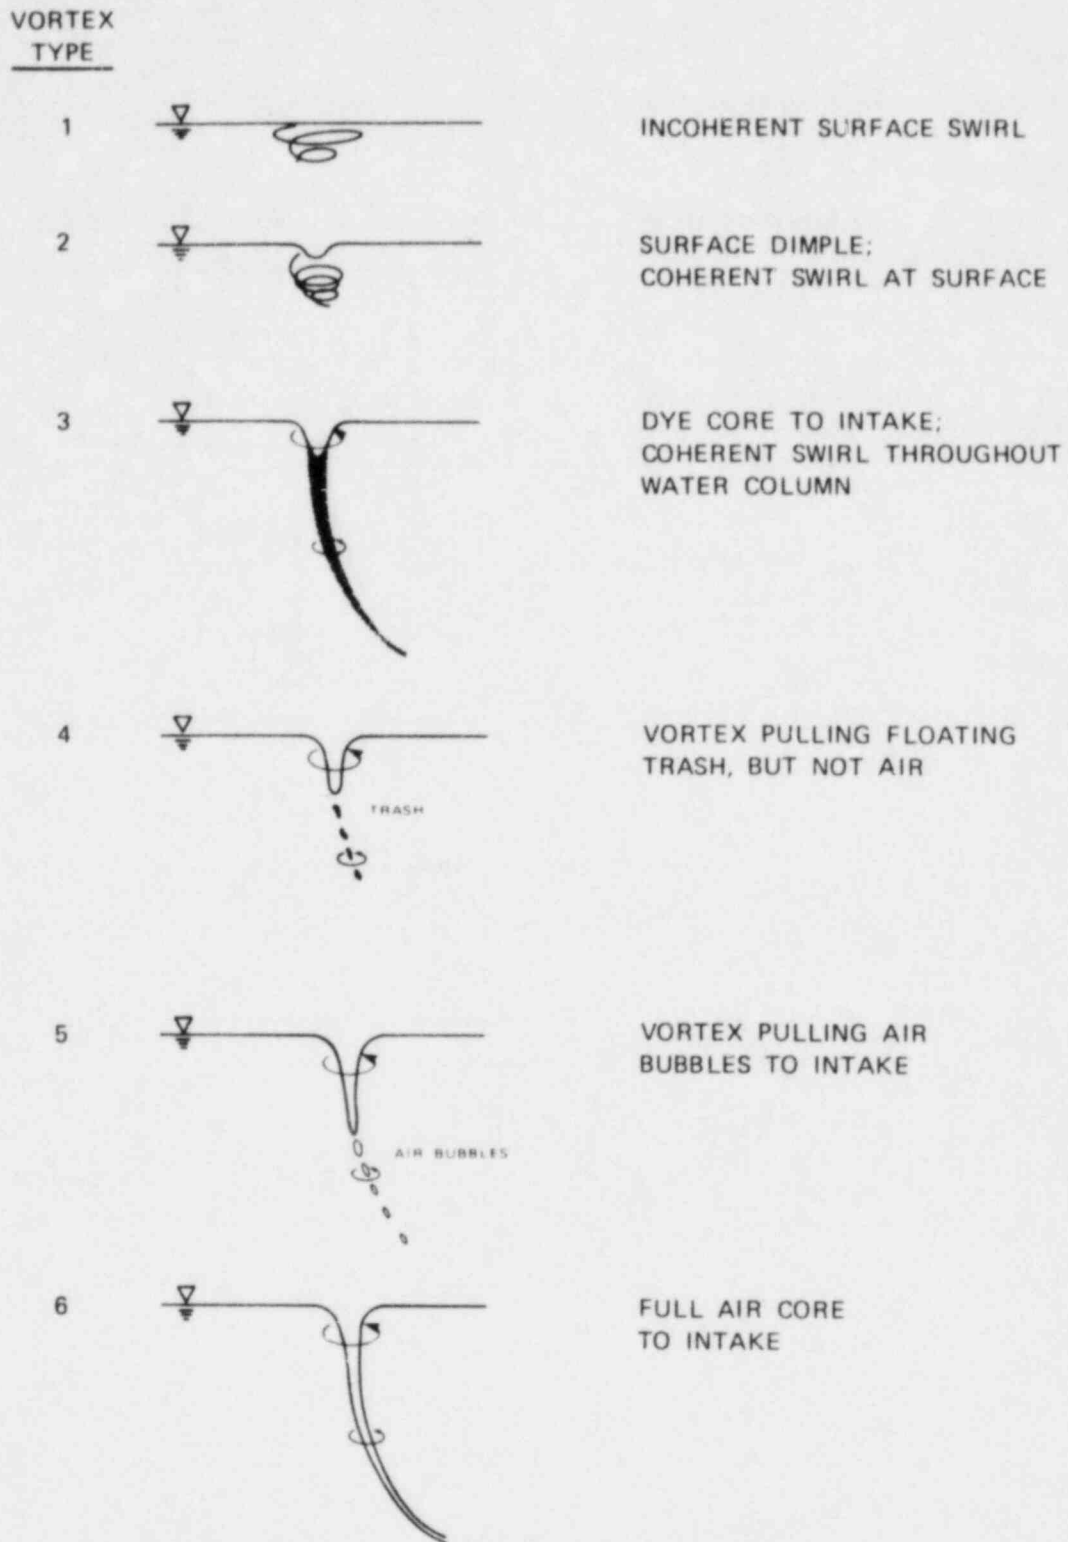 VORTEX
TYPE
1
INCOHERENT SURFACE SWIRL
2
SURFACE DIMPLE;
COHERENT SWIRL AT SURFACE
3
DYE CORE TO INTAKE;
COHERENT SWIRL THROUGHOUT
WATER COLUMN
4
VORTEX PULLING FLOATING
TRASH, BUT NOT AIR
TRASH
5
VORTEX PULLING AIR
BUBBLES TO INTAKE
AIR BUBBLES
6
FULL AIR CORE
TO INTAKE